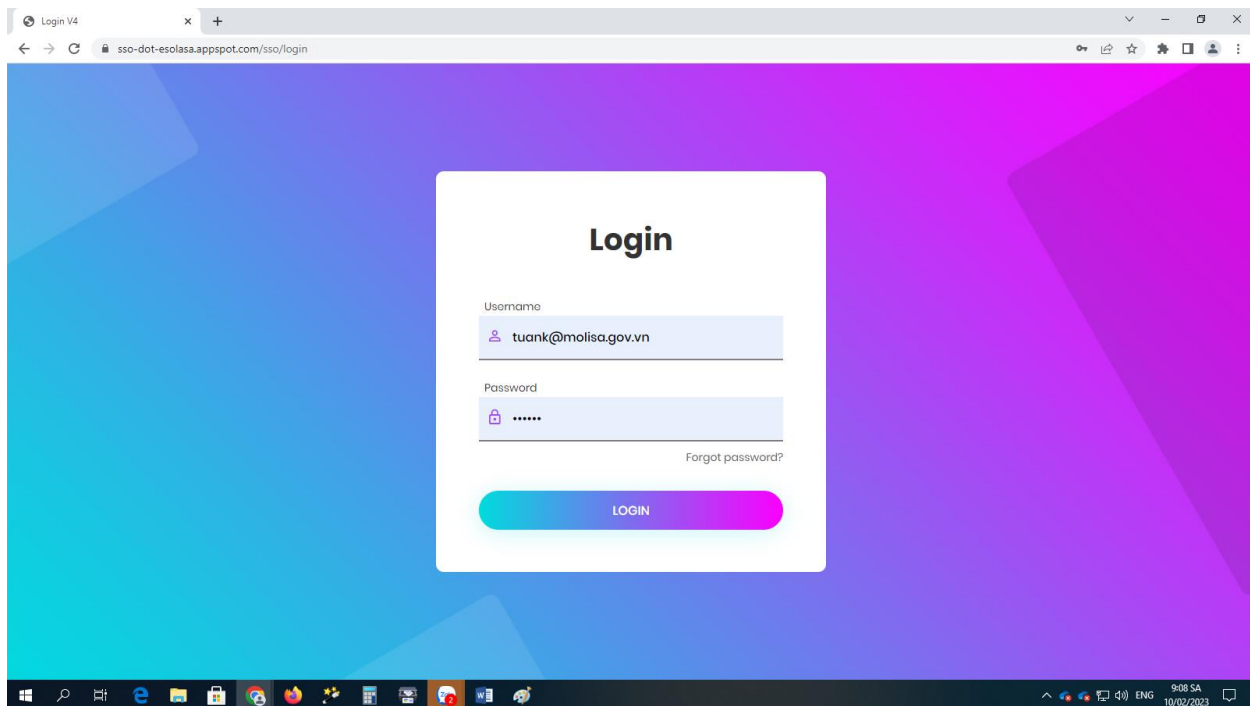 Login V4
sso-dot-esolasa.appspot.com/sso/login
Login
Username
tuank@molisa.gov.vn
Password
••••••
Forgot password?
LOGIN
ENG
9:08 SA
10/02/2023